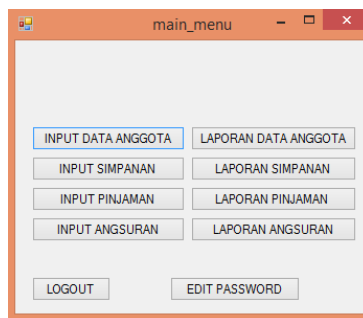 main_menu
INPUT DATA ANGGOTA LAPORAN DATA ANGGOTA
INPUT SIMPANAN LAPORAN SIMPANAN
INPUT PINJAMAN LAPORAN PINJAMAN
INPUT ANGSURAN LAPORAN ANGSURAN
LOGOUT EDIT PASSWORD